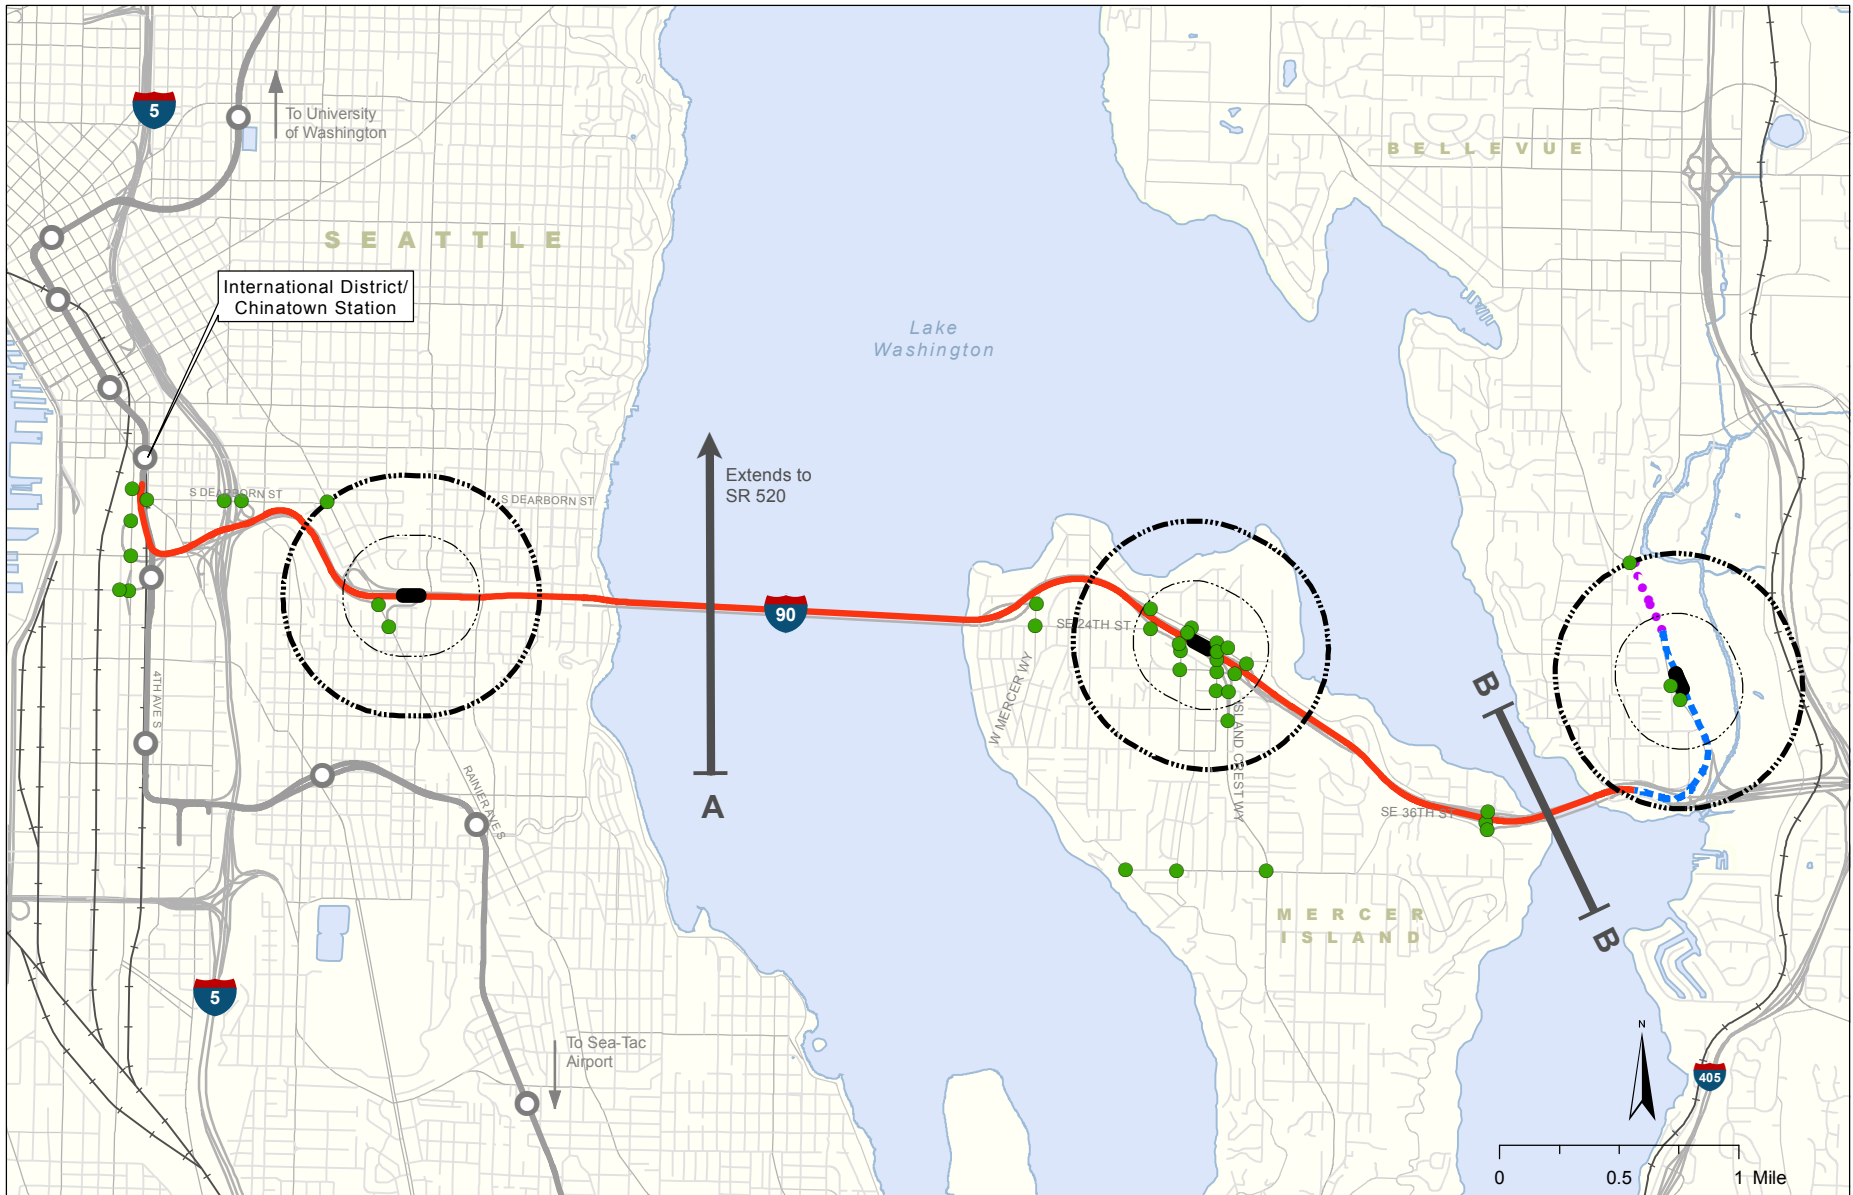 5
To University
of Washington
BELLEVUE
SEATTLE
International District/
Chinatown Station
Lake
Washington
Extends to
SR 520
S DEARBORN ST
S DEARBORN ST
90
SE 24TH ST
W MERCER WY
ISLAND CREST WY
4TH AVE S
RAINIER AVE S
A
B
B
SE 36TH ST
MERCER
ISLAND
5
To Sea-Tac
Airport
N
405
0
0.5
1 Mile